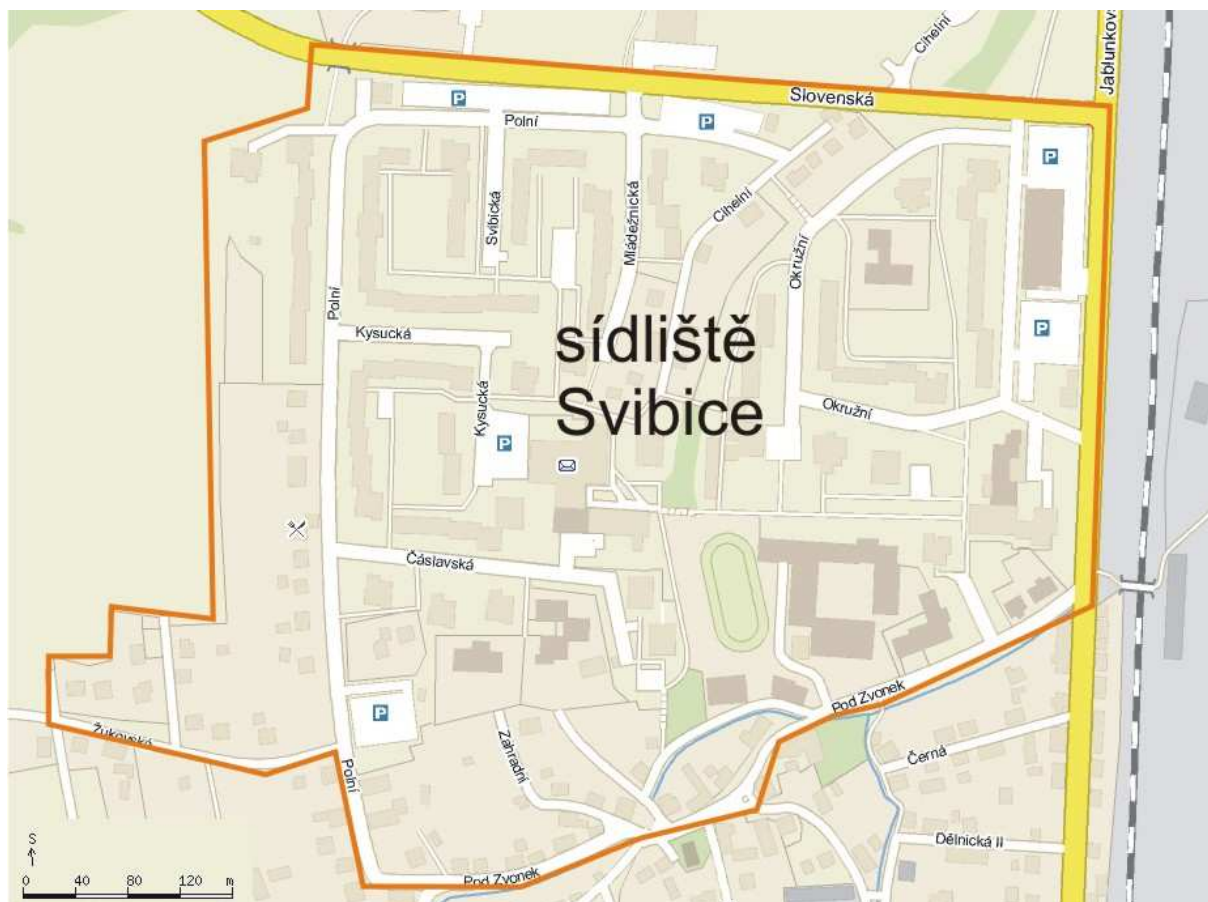 Cihelní
Jablunkov
Slovenská
P
P
Polní
P
Svibická
Mládežnická
Cihelní
Okružní
Polní
P
Kysucká
sídliště
Svibice
Kysucká
P
Okružní
Čáslavská
P
Pod Zvonek
Žukovská
Zahradní
Černá
Polní
Dělnická II
Pod Zvonek
S
0 40 80 120 m